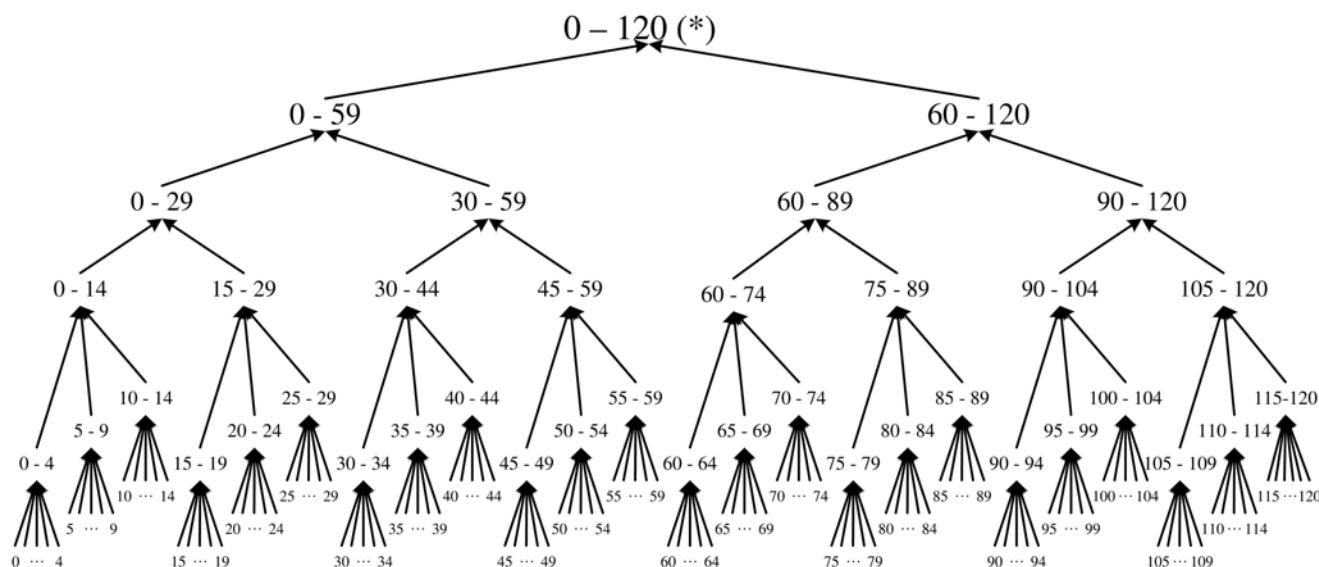 0 – 120 (*)
0 - 59 60 - 120
0 - 29 30 - 59 60 - 89 90 - 120
0 - 14 15 - 29 30 - 44 45 - 59 60 - 74 75 - 89 90 - 104 105 - 120
10 - 14 25 - 29 40 - 44 55 - 59 70 - 74 85 - 89 100 - 104 115-120
5 - 9 20 - 24 35 - 39 50 - 54 65 - 69 80 - 84 95 - 99 110 - 114
0 - 4 15 - 19 30 - 34 45 - 49 60 - 64 75 - 79 90 - 94 105 - 109
10 ··· 14 25 ··· 29 40 ··· 44 55 ··· 59 70 ··· 74 85 ··· 89 100 ··· 104 115 ··· 120
5 ··· 9 20 ··· 24 35 ··· 39 50 ··· 54 65 ··· 69 80 ··· 84 95 ··· 99 110 ··· 114
0 ··· 4 15 ··· 19 30 ··· 34 45 ··· 49 60 ··· 64 75 ··· 79 90 ··· 94 105 ··· 109